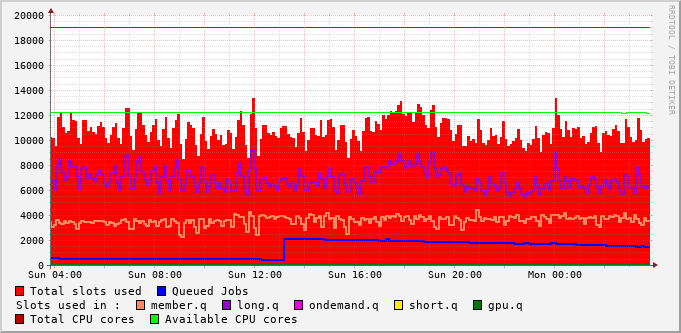 20000
18000
16000
14000
12000
10000
8000
6000
4000
2000
0
Sun 04:00 Sun 08:00 Sun 12:00 Sun 16:00 Sun 20:00 Mon 00:00
RRDTOOL / TOBI OETIKER
Total slots used Queued Jobs
Slots used in : member.q long.q ondemand.q short.q gpu.q
Total CPU cores Available CPU cores